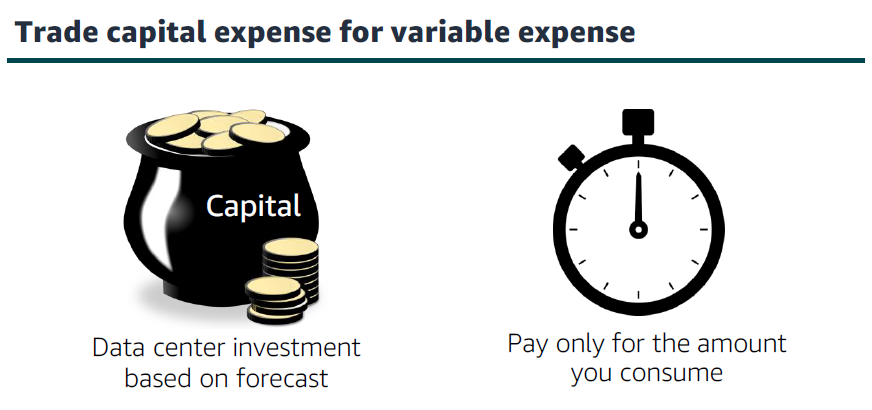 Trade capital expense for variable expense
Capital
Data center investment
based on forecast
Pay only for the amount
you consume